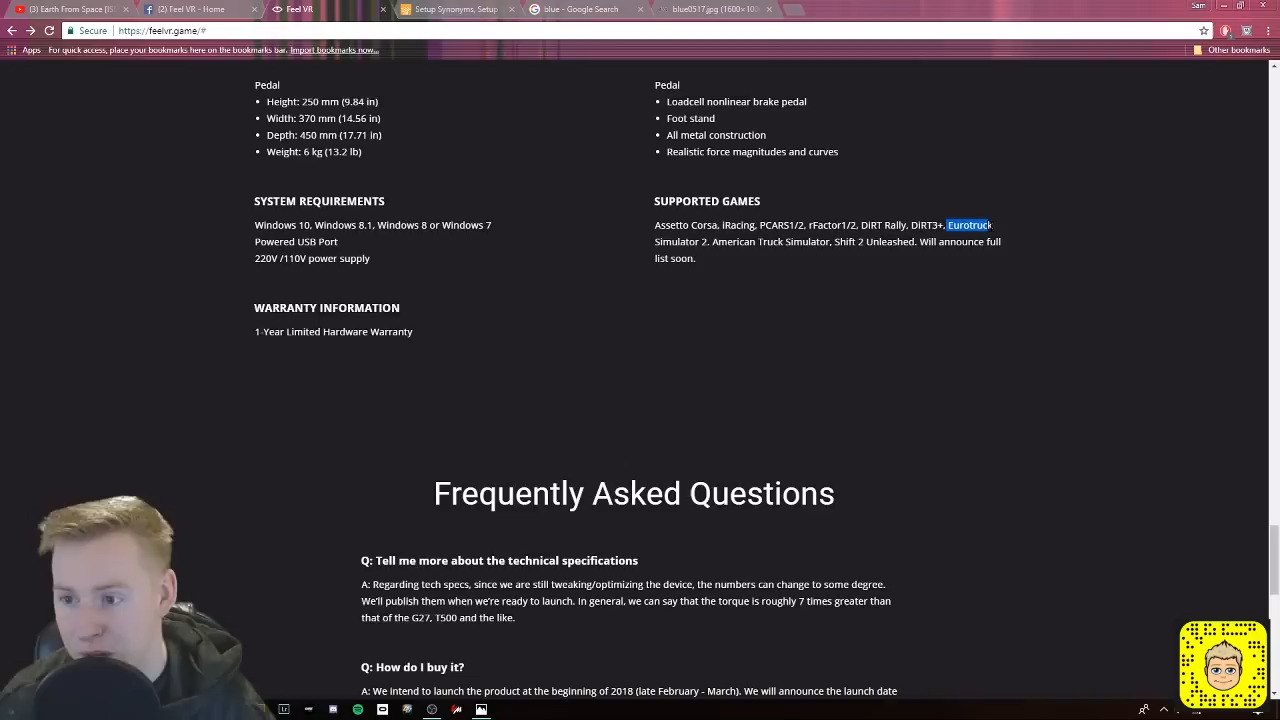 (3) Earth From Space [
(2) Feel VR - Home
Feel VR
Setup Synonyms, Setup
blue - Google Search
blue0517.jpg (1600×100
Sam
Secure
https://feelvr.game/#
Apps
For quick access, place your bookmarks here on the bookmarks bar. Import bookmarks now...
Other bookmarks
Pedal
• Height: 250 mm (9.84 in)
• Width: 370 mm (14.56 in)
• Depth: 450 mm (17.71 in)
• Weight: 6 kg (13.2 lb)
Pedal
• Loadcell nonlinear brake pedal
• Foot stand
• All metal construction
• Realistic force magnitudes and curves
SYSTEM REQUIREMENTS
Windows 10, Windows 8.1, Windows 8 or Windows 7
Powered USB Port
220V /110V power supply
SUPPORTED GAMES
Assetto Corsa, iRacing, PCARS1/2, rFactor1/2, DiRT Rally, DiRT3+, Eurotruck
Simulator 2, American Truck Simulator, Shift 2 Unleashed. Will announce full
list soon.
WARRANTY INFORMATION
1-Year Limited Hardware Warranty
Frequently Asked Questions
Q: Tell me more about the technical specifications
A: Regarding tech specs, since we are still tweaking/optimizing the device, the numbers can change to some degree.
We'll publish them when we're ready to launch. In general, we can say that the torque is roughly 7 times greater than
that of the G27, T500 and the like.
Q: How do I buy it?
A: We intend to launch the product at the beginning of 2018 (late February - March). We will announce the launch date